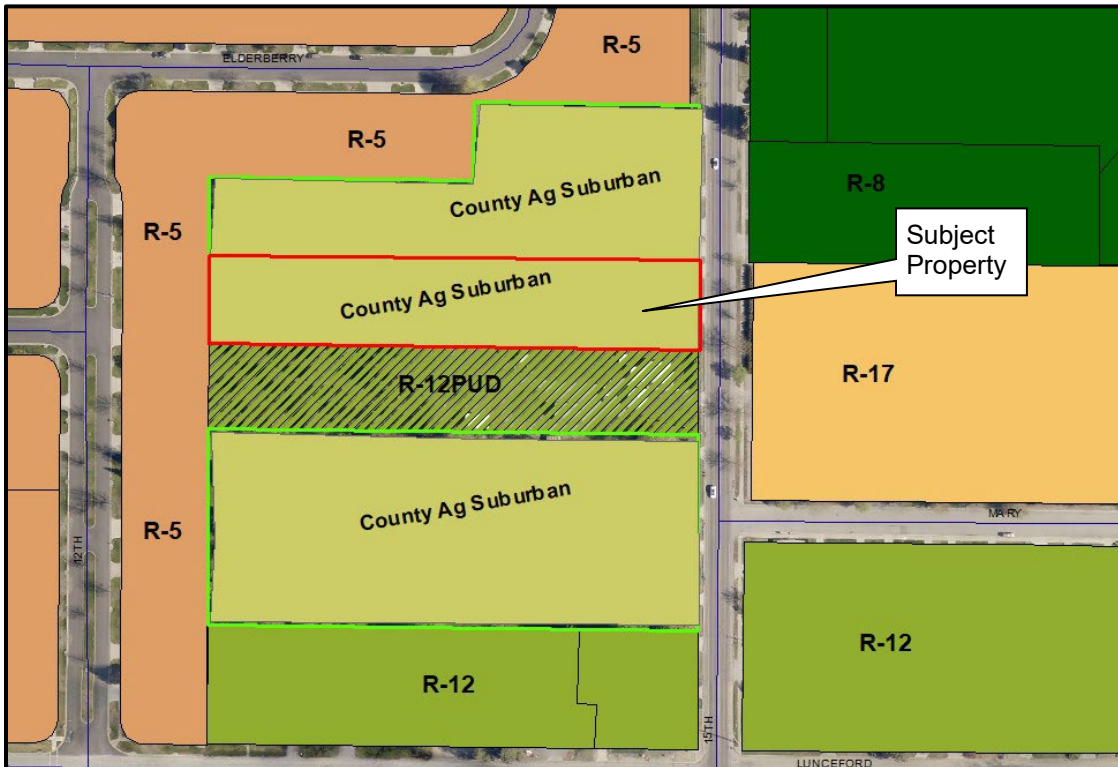 R-5
ELDERBERRY
R-5
R-8
County Ag Suburban
R-5
Subject
Property
County Ag Suburban
R-12PUD
R-17
County Ag Suburban
MARY
R-5
12TH
R-12
R-12
15TH
LUNCEFORD